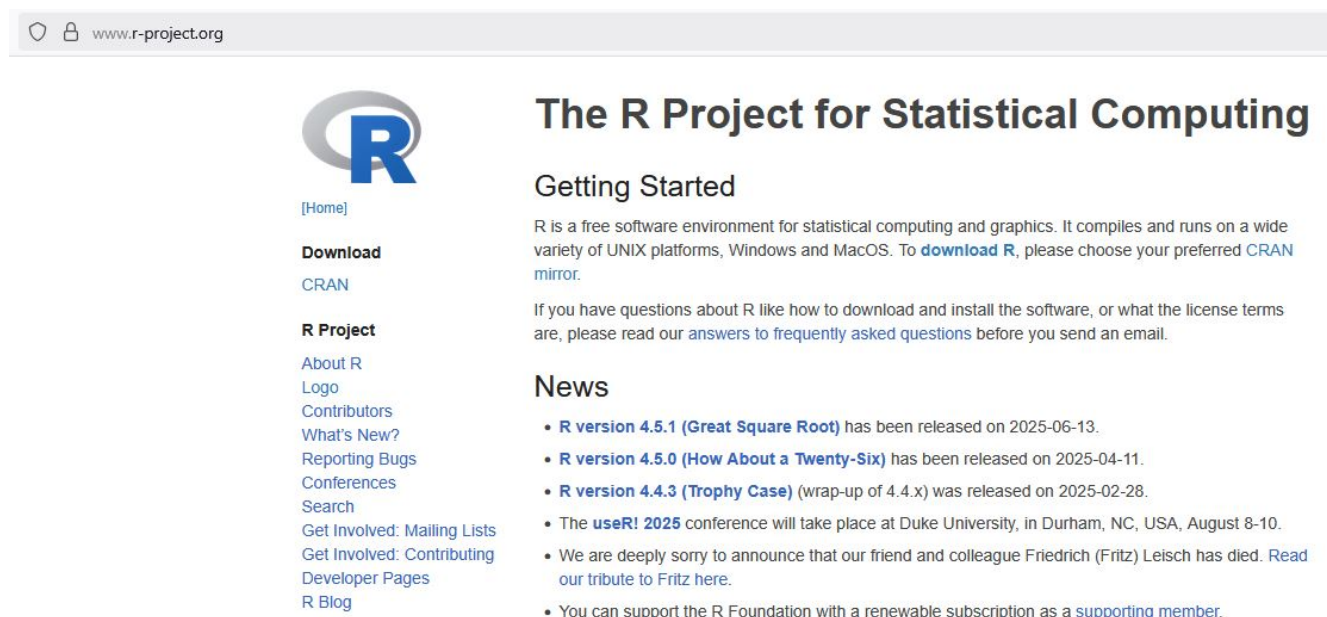 www.r-project.org
R
[Home]
Download
CRAN
R Project
About R
Logo
Contributors
What's New?
Reporting Bugs
Conferences
Search
Get Involved: Mailing Lists
Get Involved: Contributing
Developer Pages
R Blog
The R Project for Statistical Computing
Getting Started
R is a free software environment for statistical computing and graphics. It compiles and runs on a wide
variety of UNIX platforms, Windows and MacOS. To download R, please choose your preferred CRAN
mirror.
If you have questions about R like how to download and install the software, or what the license terms
are, please read our answers to frequently asked questions before you send an email.
News
• R version 4.5.1 (Great Square Root) has been released on 2025-06-13.
• R version 4.5.0 (How About a Twenty-Six) has been released on 2025-04-11.
• R version 4.4.3 (Trophy Case) (wrap-up of 4.4.x) was released on 2025-02-28.
• The useR! 2025 conference will take place at Duke University, in Durham, NC, USA, August 8-10.
• We are deeply sorry to announce that our friend and colleague Friedrich (Fritz) Leisch has died. Read
our tribute to Fritz here.
• You can support the R Foundation with a renewable subscription as a supporting member.